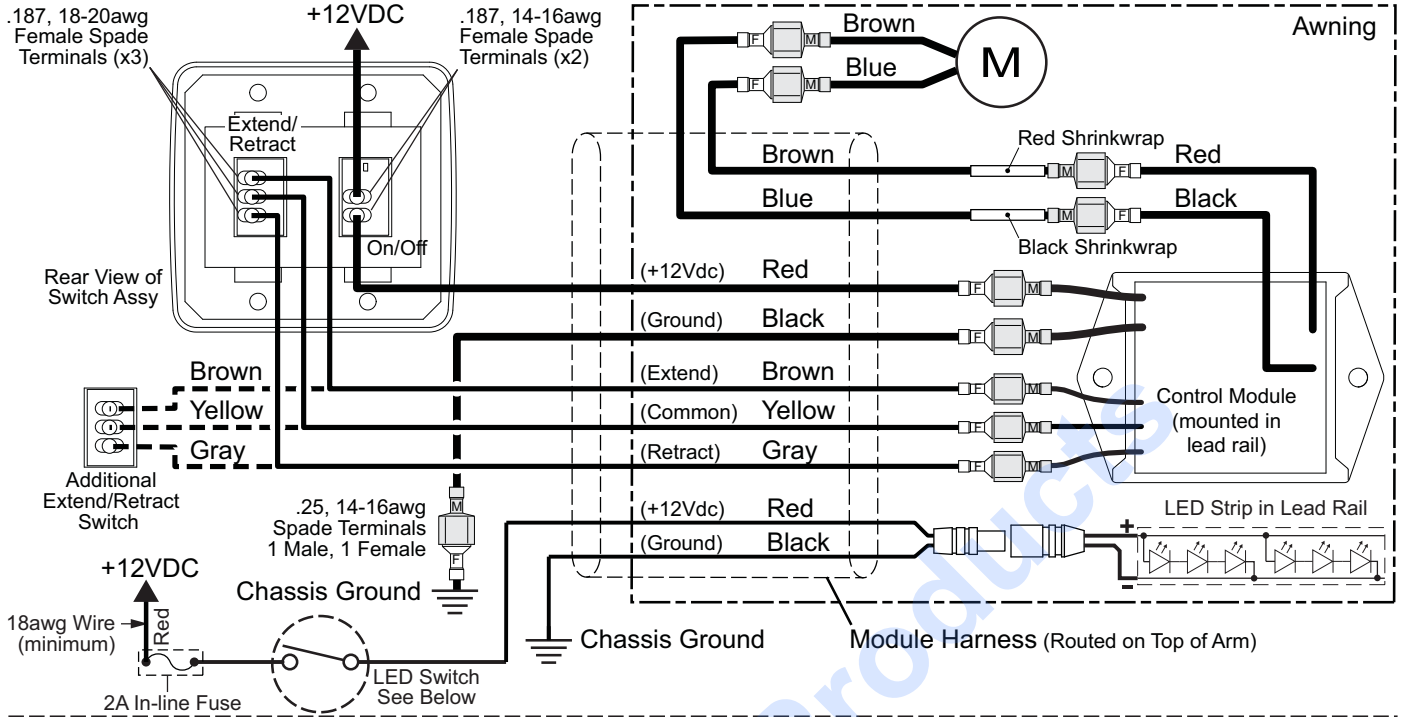 .187, 18-20awg
Female Spade
Terminals (x3)
+12VDC
.187, 14-16awg
Female Spade
Terminals (x2)
Awning
Extend/
Retract
On/Off
Rear View of
Switch Assy
F
M
Brown
F
M
Blue
M
Brown
Red Shrinkwrap
M
F
Red
Blue
Black Shrinkwrap
M
F
Black
(+12Vdc) Red
F
M
(Ground) Black
F
M
(Extend) Brown
F
M
(Common) Yellow
F
M
(Retract) Gray
F
M
Control Module
(mounted in
lead rail)
Brown
Yellow
Gray
Additional
Extend/Retract
Switch
.25, 14-16awg
Spade Terminals
1 Male, 1 Female
M
F
Chassis Ground
(+12Vdc) Red
(Ground) Black
LED Strip in Lead Rail
+
-
+12VDC
18awg Wire
(minimum)
Red
2A In-line Fuse
LED Switch
See Below
Chassis Ground
Module Harness (Routed on Top of Arm)
Products